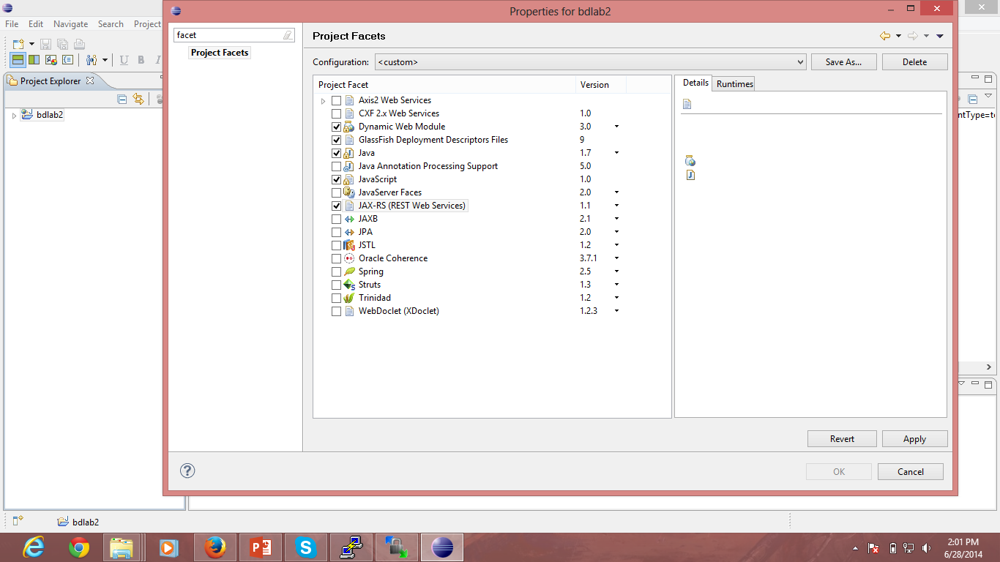 Properties for bdlab2
File Edit Navigate Search Project
facet
Project Facets
Project Facets
Configuration: <custom> Save As... Delete
U B I
Project Explorer
bdlab2
Project Facet Version
Axis2 Web Services
CXF 2.x Web Services 1.0
Dynamic Web Module 3.0
GlassFish Deployment Descriptors Files 9
Java 1.7
Java Annotation Processing Support 5.0
JavaScript 1.0
JavaServer Faces 2.0
JAX-RS (REST Web Services) 1.1
JAXB 2.1
JPA 2.0
JSTL 1.2
Oracle Coherence 3.7.1
Spring 2.5
Struts 1.3
Trinidad 1.2
WebDoclet (XDoclet) 1.2.3
Details Runtimes
ntType=te
Revert Apply
OK Cancel
bdlab2
2:01 PM
6/28/2014